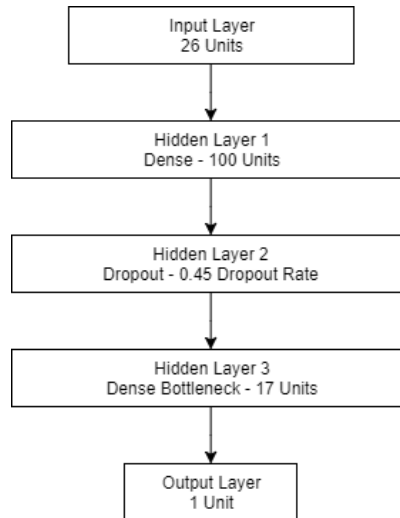 Input Layer
26 Units
Hidden Layer 1
Dense - 100 Units
Hidden Layer 2
Dropout - 0.45 Dropout Rate
Hidden Layer 3
Dense Bottleneck - 17 Units
Output Layer
1 Unit